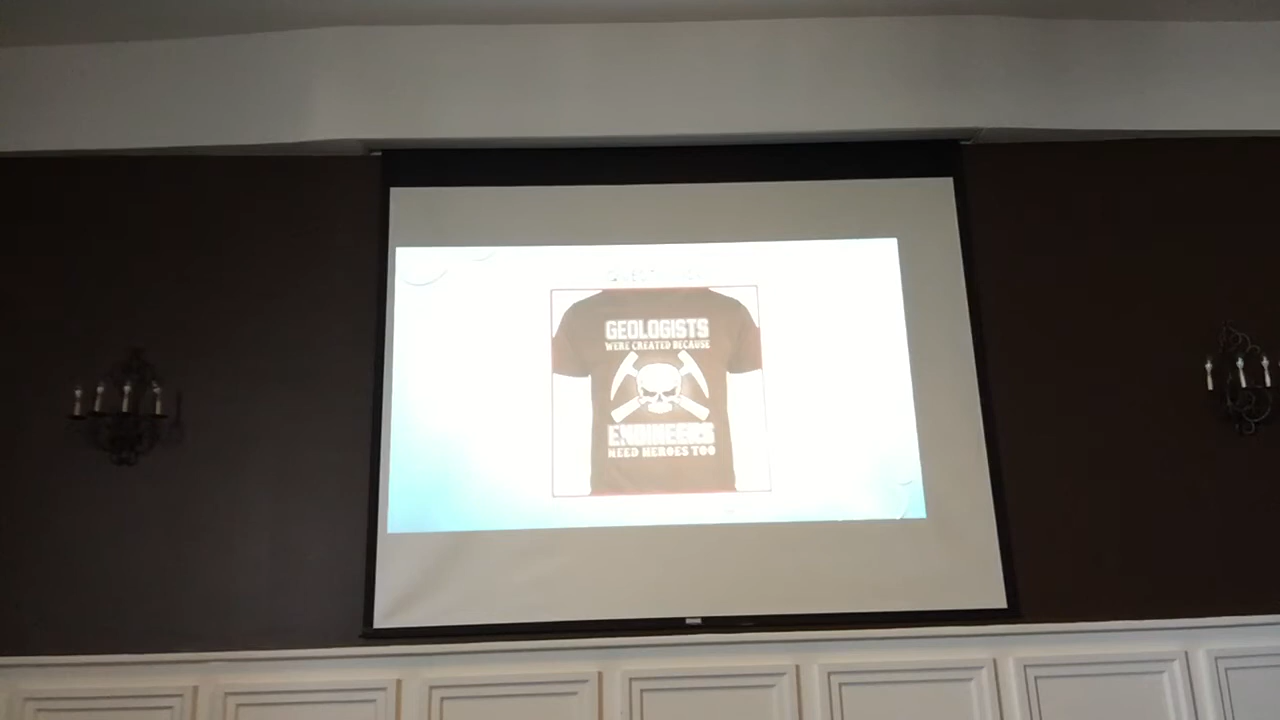 GEOLOGISTS
WERE CREATED BECAUSE
ENGINEERS
NEED HEROES TOO